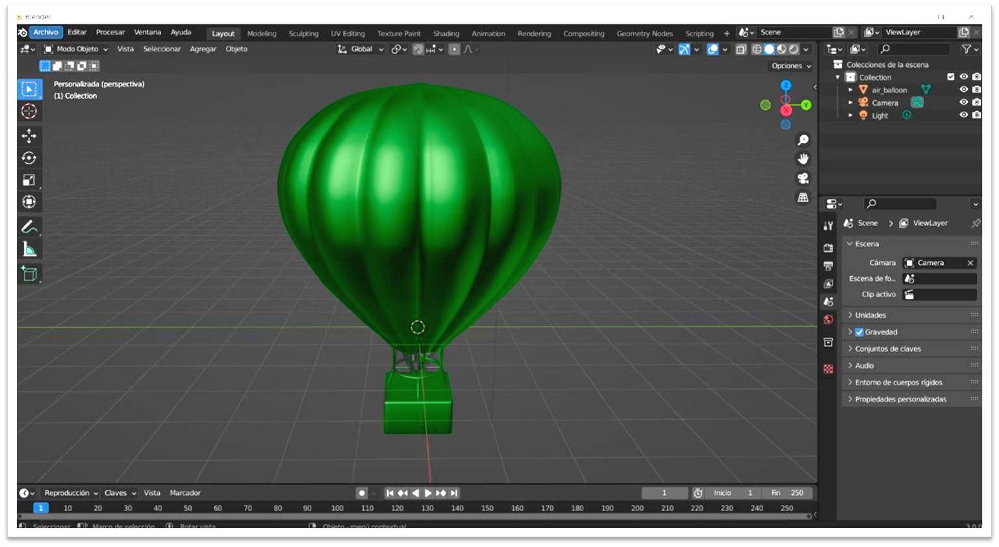 Blender
Archivo Editar Procesar Ventana Ayuda Layout Modeling Sculpting UV Editing Texture Paint Shading Animation Rendering Compositing Geometry Nodes Scripting + Scene ViewLayer
Modo Objeto Vista Seleccionar Agregar Objeto Global
Opciones
Personalizada (perspectiva)
(1) Collection
Z
Y
X
Colecciones de la escena
Collection
air_balloon
Camera
Light
Scene > ViewLayer
Escena
Cámara Camera
Escena de fo...
Clip activo
Unidades
Gravedad
Conjuntos de claves
Audio
Entorno de cuerpos rígidos
Propiedades personalizadas
Reproducción Claves Vista Marcador 1 Inicio 1 Fin 250
1 10 20 30 40 50 60 70 80 90 100 110 120 130 140 150 160 170 180 190 200 210 220 230 240 250
Seleccionar Marco de selección Rotar vista Objeto - menú contextual 3.0.0